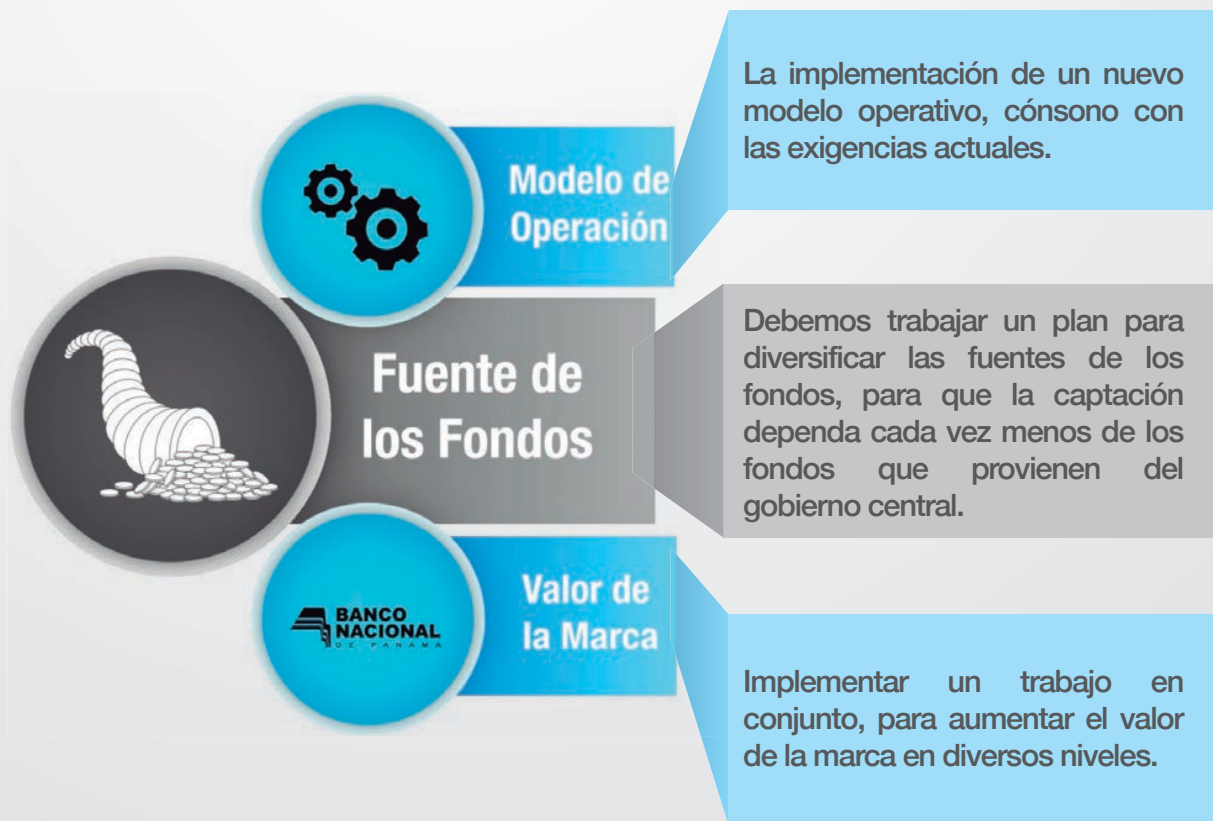 Modelo de
Operación
La implementación de un nuevo
modelo operativo, cónsono con
las exigencias actuales.
Fuente de
los Fondos
Debemos trabajar un plan para
diversificar las fuentes de los
fondos, para que la captación
dependa cada vez menos de los
fondos que provienen del
gobierno central.
BANCO
NACIONAL
DE PANAMA
Valor de
la Marca
Implementar un trabajo en
conjunto, para aumentar el valor
de la marca en diversos niveles.